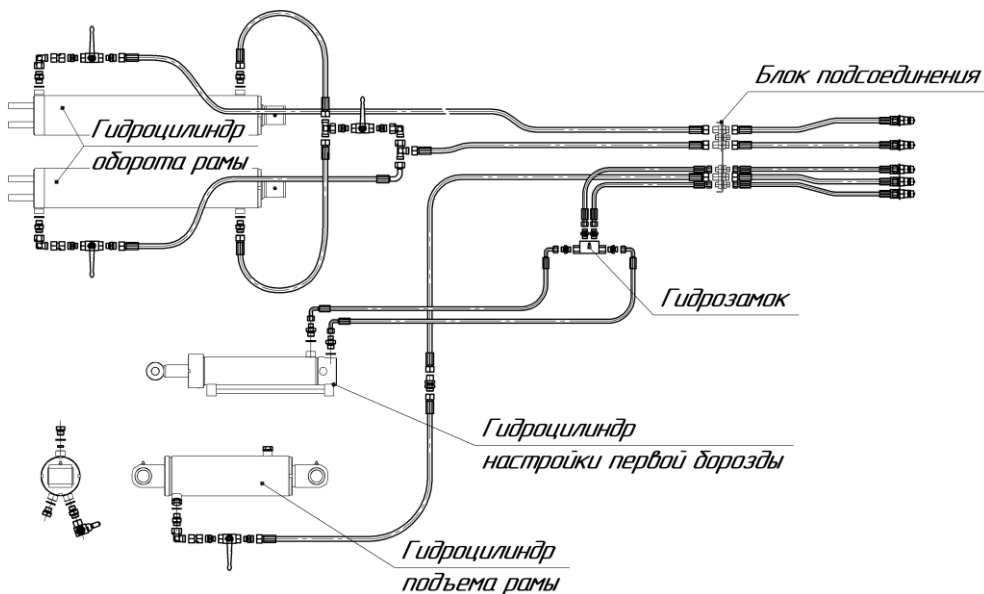 Блок подсоединения
Гидроцилиндр
оборота рамы
Гидрозамок
Гидроцилиндр
настройки первой борозды
Гидроцилиндр
подъема рамы